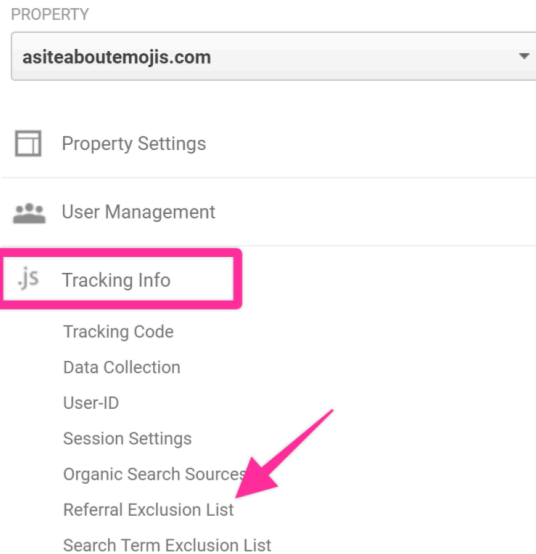 PROPERTY
asiteaboutemojis.com
Property Settings
User Management
.js Tracking Info
Tracking Code
Data Collection
User-ID
Session Settings
Organic Search Sources
Referral Exclusion List
Search Term Exclusion List